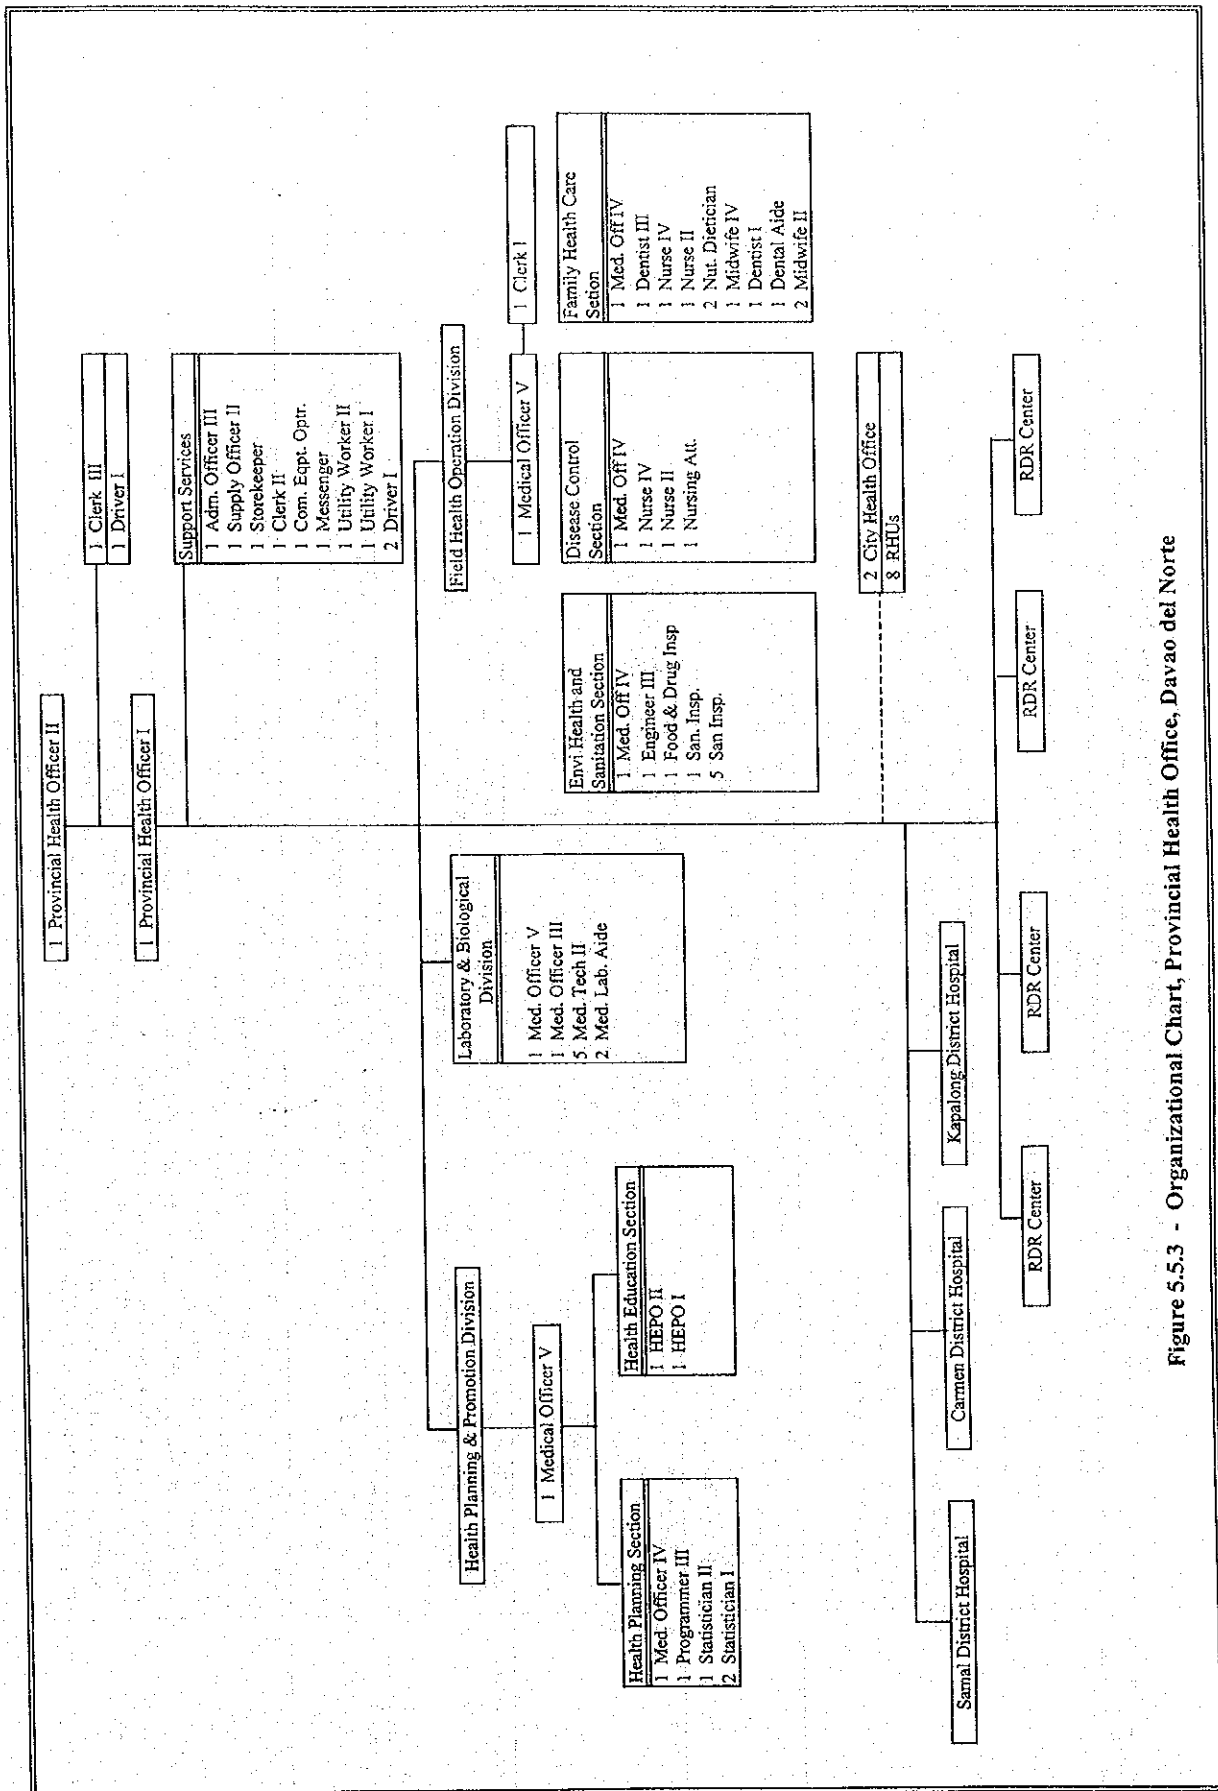 1 Provincial Health Officer II
1 Clerk III
1 Driver I
1 Provincial Health Officer I
Support Services
1 Adm. Officer III
1 Supply Officer II
1 Storekeeper
1 Clerk II
1 Com. Eqpt. Optr.
1 Messenger
1 Utility Worker II
1 Utility Worker I
2 Driver I
Health Planning & Promotion Division
1 Medical Officer V
Health Planning Section
1 Med. Officer IV
1 Programmer III
1 Statistician II
2 Statistician I
Health Education Section
1 HEPO II
1 HEPO I
Laboratory & Biological
Division
1 Med. Officer V
1 Med. Officer III
5 Med. Tech II
2 Med. Lab. Aide
Field Health Operation Division
1 Medical Officer V
1 Clerk I
Envi Health and
Sanitation Section
1 Med. Off IV
1 Engineer III
1 Food & Drug Insp
1 San. Insp.
5 San Insp.
Disease Control
Section
1 Med. Off IV
1 Nurse IV
1 Nurse II
1 Nursing Att.
Family Health Care
Setion
1 Med. Off IV
1 Dentist III
1 Nurse IV
1 Nurse II
2 Nut. Dietician
1 Midwife IV
1 Dentist I
1 Dental Aide
2 Midwife II
2 City Health Office
8 RHUs
Samal District Hospital
Carmen District Hospital
Kapalong District Hospital
RDR Center
RDR Center
RDR Center
RDR Center
Figure 5.5.3 - Organizational Chart, Provincial Health Office, Davao del Norte